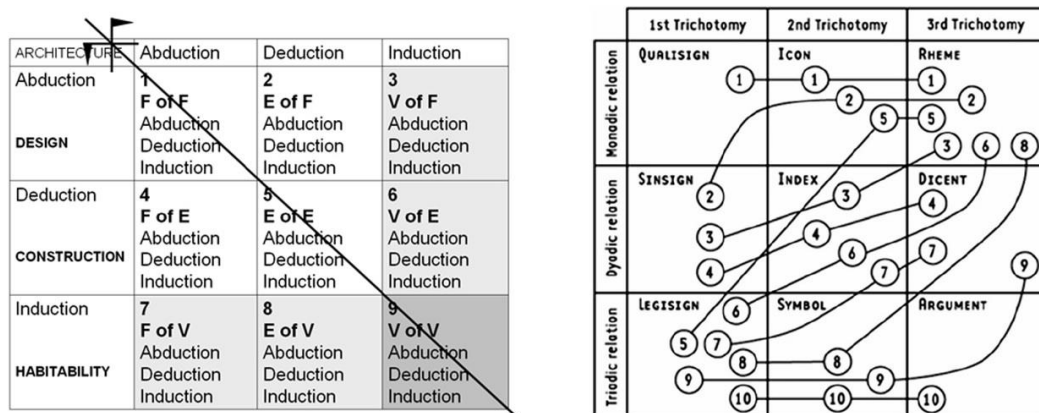 ARCHITECTURE Abduction Deduction Induction
Abduction
DESIGN
1
F of F
Abduction
Deduction
Induction
2
E of F
Abduction
Deduction
Induction
3
V of F
Abduction
Deduction
Induction
Deduction
CONSTRUCTION
4
F of E
Abduction
Deduction
Induction
5
E of E
Abduction
Deduction
Induction
6
V of E
Abduction
Deduction
Induction
Induction
HABITABILITY
7
F of V
Abduction
Deduction
Induction
8
E of V
Abduction
Deduction
Induction
9
V of V
Abduction
Deduction
Induction
1st Trichotomy 2nd Trichotomy 3rd Trichotomy
Monadic relation
QUALISIGN ICON RHEME
1 1 1
2 2
5 5
3 6 8
Dyadic relation
SINSIGN INDEX DICENT
2 3 4
3 4
4 6 7
7 9
Triadic relation
LEGISIGN SYMBOL ARGUMENT
6
5 7
8 8
9 9
10 10 10